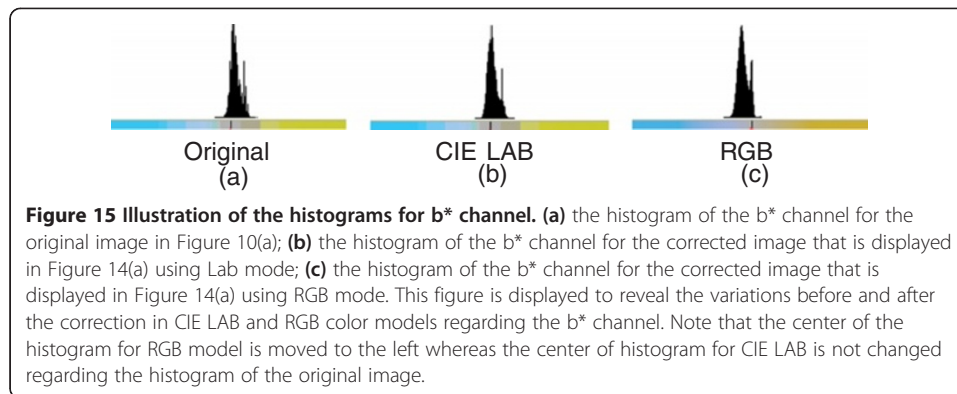 Original CIE LAB RGB
(a) (b) (c)
Figure 15 Illustration of the histograms for b* channel. (a) the histogram of the b* channel for the
original image in Figure 10(a); (b) the histogram of the b* channel for the corrected image that is displayed
in Figure 14(a) using Lab mode; (c) the histogram of the b* channel for the corrected image that is
displayed in Figure 14(a) using RGB mode. This figure is displayed to reveal the variations before and after
the correction in CIE LAB and RGB color models regarding the b* channel. Note that the center of the
histogram for RGB model is moved to the left whereas the center of histogram for CIE LAB is not changed
regarding the histogram of the original image.